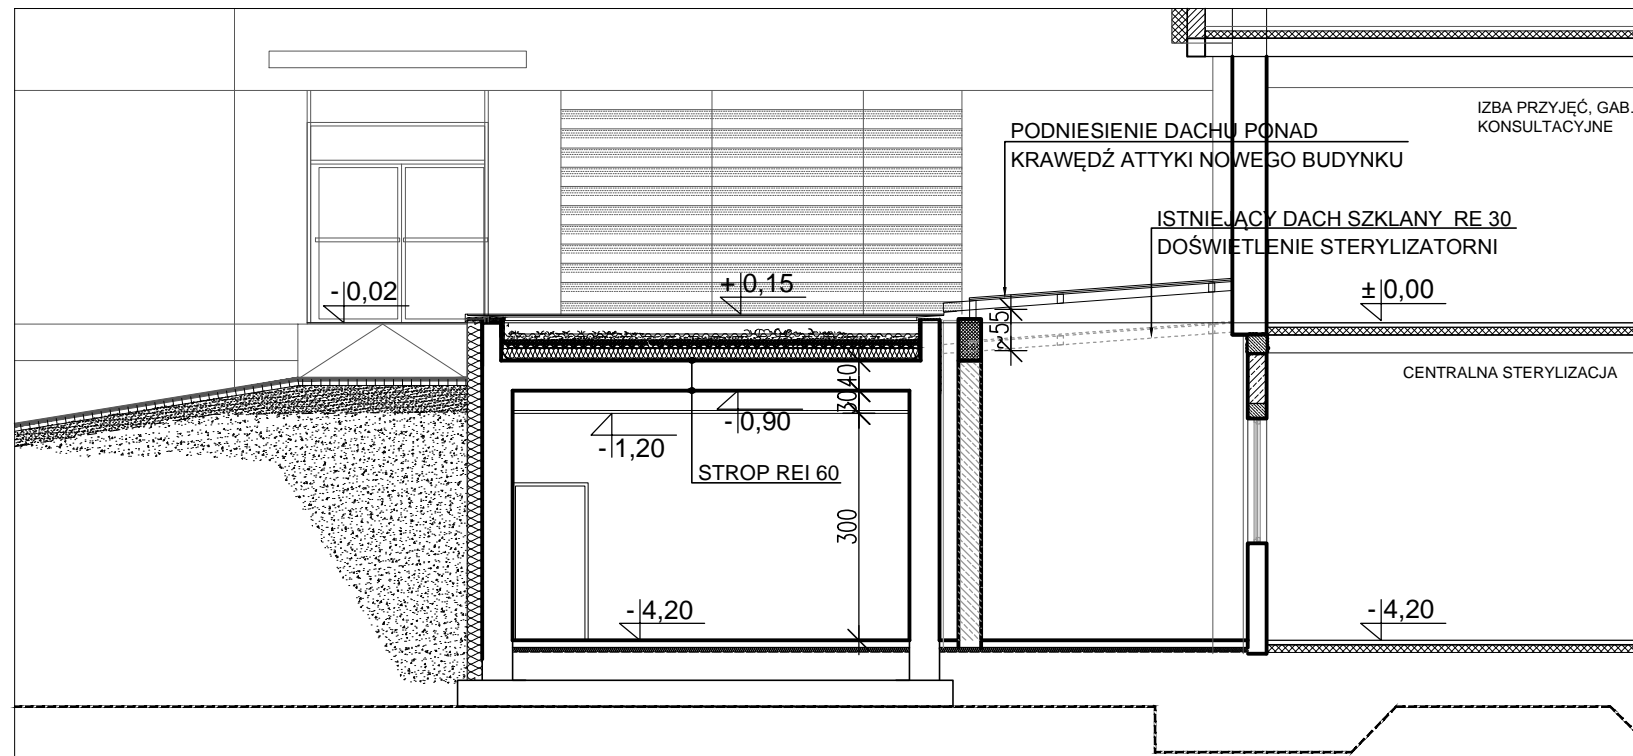 IZBA PRZYJĘĆ, GAB.
KONSULTACYJNE
PODNIESIENIE DACHU PONAD
KRAWĘDŹ ATTYKI NOWEGO BUDYNKU
ISTNIEJĄCY DACH SZKLANY RE 30
DOŚWIETLENIE STERYLIZATORNI
-0,02
+0,15
±0,00
255
CENTRALNA STERYLIZACJA
40
30
-0,90
-1,20
STROP REI 60
300
-4,20
-4,20